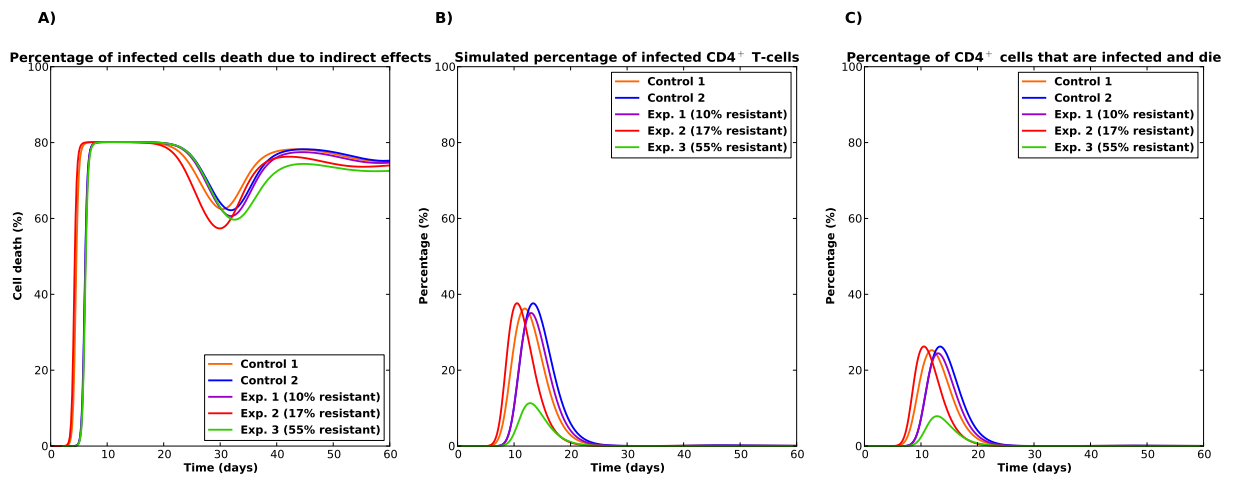 A)
Percentage of infected cells death due to indirect effects
100
80
60
40
20
0
Cell death (%)
Control 1
Control 2
Exp. 1 (10% resistant)
Exp. 2 (17% resistant)
Exp. 3 (55% resistant)
0 10 20 30 40 50 60
Time (days)
B)
Simulated percentage of infected CD4+ T-cells
100
80
60
40
20
0
Percentage (%)
Control 1
Control 2
Exp. 1 (10% resistant)
Exp. 2 (17% resistant)
Exp. 3 (55% resistant)
0 10 20 30 40 50 60
Time (days)
C)
Percentage of CD4+ cells that are infected and die
100
80
60
40
20
0
Percentage (%)
Control 1
Control 2
Exp. 1 (10% resistant)
Exp. 2 (17% resistant)
Exp. 3 (55% resistant)
0 10 20 30 40 50 60
Time (days)